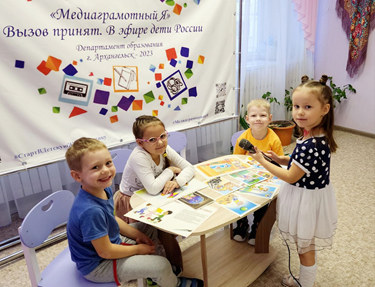 «Медиаграмотный Я»
Вызов принят. В эфире дети России
Департамент образования
г. Архангельск - 2023